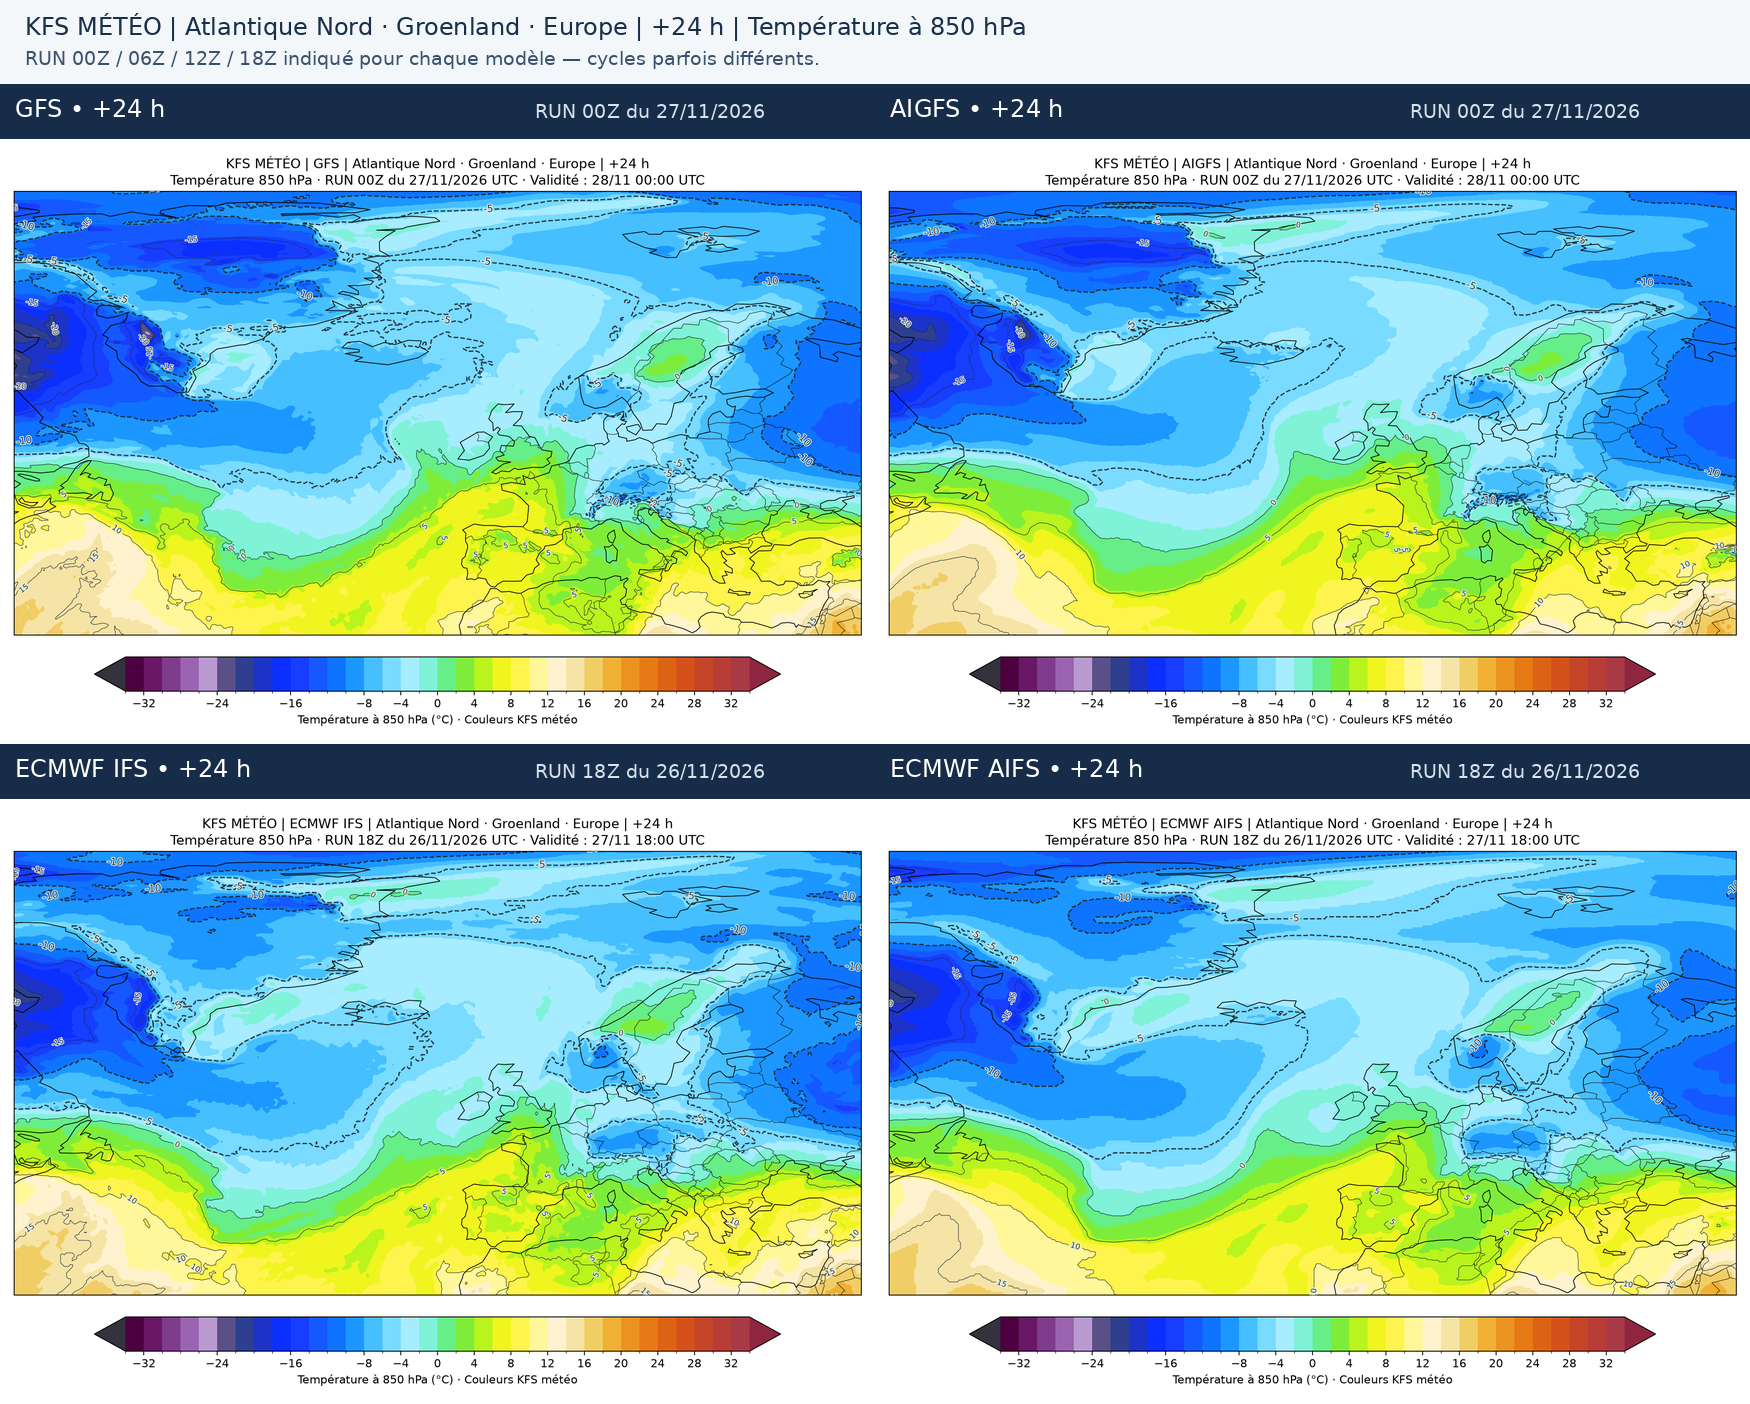 KFS MÉTÉO | Atlantique Nord · Groenland · Europe | +24 h | Température à 850 hPa
RUN 00Z / 06Z / 12Z / 18Z indiqué pour chaque modèle — cycles parfois différents.
GFS • +24 h
RUN 00Z du 27/11/2026
AIGFS • +24 h
RUN 00Z du 27/11/2026
KFS MÉTÉO | GFS | Atlantique Nord · Groenland · Europe | +24 h
Température 850 hPa · RUN 00Z du 27/11/2026 UTC · Validité : 28/11 00:00 UTC
KFS MÉTÉO | AIGFS | Atlantique Nord · Groenland · Europe | +24 h
Température 850 hPa · RUN 00Z du 27/11/2026 UTC · Validité : 28/11 00:00 UTC
−32 −24 −16 −8 −4 0 4 8 12 16 20 24 28 32
Température à 850 hPa (°C) · Couleurs KFS météo
−32 −24 −16 −8 −4 0 4 8 12 16 20 24 28 32
Température à 850 hPa (°C) · Couleurs KFS météo
ECMWF IFS • +24 h
RUN 18Z du 26/11/2026
ECMWF AIFS • +24 h
RUN 18Z du 26/11/2026
KFS MÉTÉO | ECMWF IFS | Atlantique Nord · Groenland · Europe | +24 h
Température 850 hPa · RUN 18Z du 26/11/2026 UTC · Validité : 27/11 18:00 UTC
KFS MÉTÉO | ECMWF AIFS | Atlantique Nord · Groenland · Europe | +24 h
Température 850 hPa · RUN 18Z du 26/11/2026 UTC · Validité : 27/11 18:00 UTC
−32 −24 −16 −8 −4 0 4 8 12 16 20 24 28 32
Température à 850 hPa (°C) · Couleurs KFS météo
−32 −24 −16 −8 −4 0 4 8 12 16 20 24 28 32
Température à 850 hPa (°C) · Couleurs KFS météo